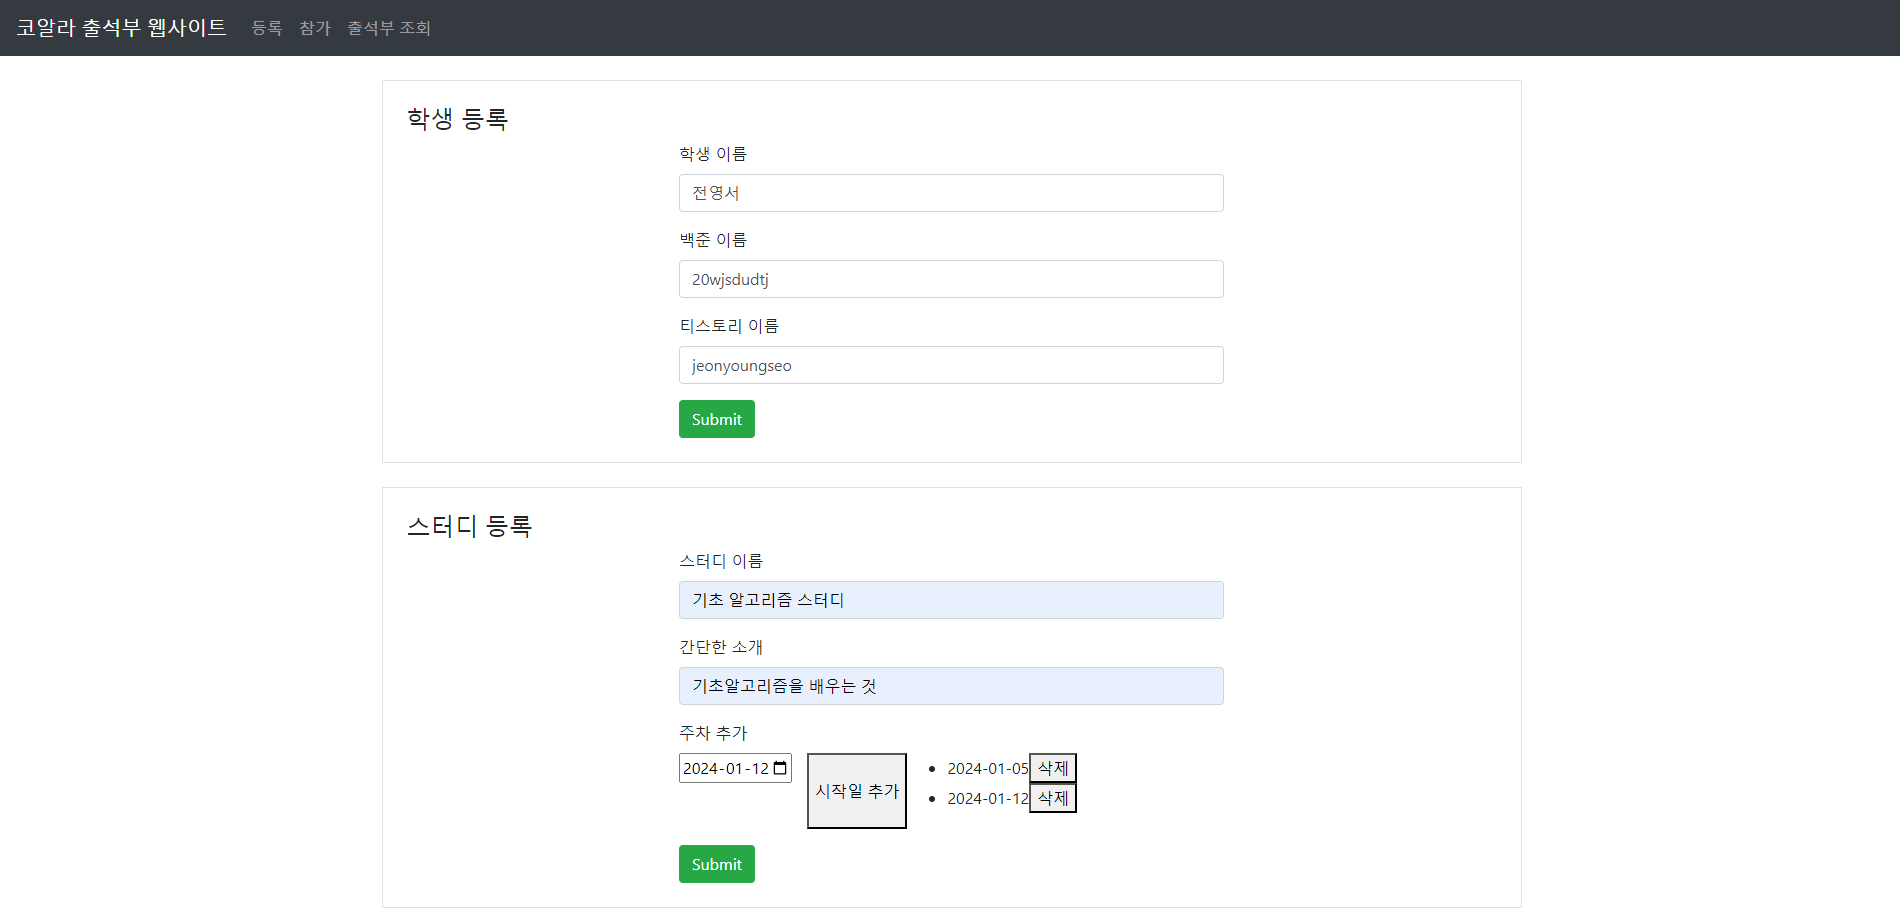 코알라 출석부 웹사이트 등록 참가 출석부 조회
학생 등록
학생 이름
전영서
백준 이름
20wjsdudtj
티스토리 이름
jeonyoungseo
Submit
스터디 등록
스터디 이름
기초 알고리즘 스터디
간단한 소개
기초알고리즘을 배우는 것
주차 추가
2024-01-12
시작일 추가
2024-01-05 삭제
2024-01-12 삭제
Submit